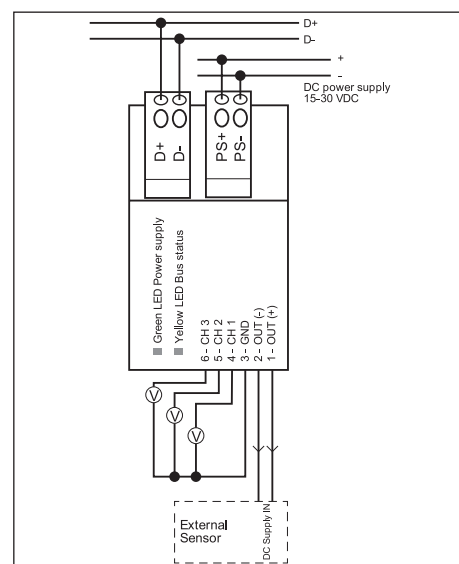 D+
D-
+
-
DC power supply
15-30 VDC
D+
D-
PS+
PS-
Green LED Power supply
Yellow LED Bus status
6 - CH 3
5 - CH 2
4 - CH 1
3 - GND
2 - OUT (-)
1 - OUT (+)
V
V
V
External
Sensor
DC Supply IN